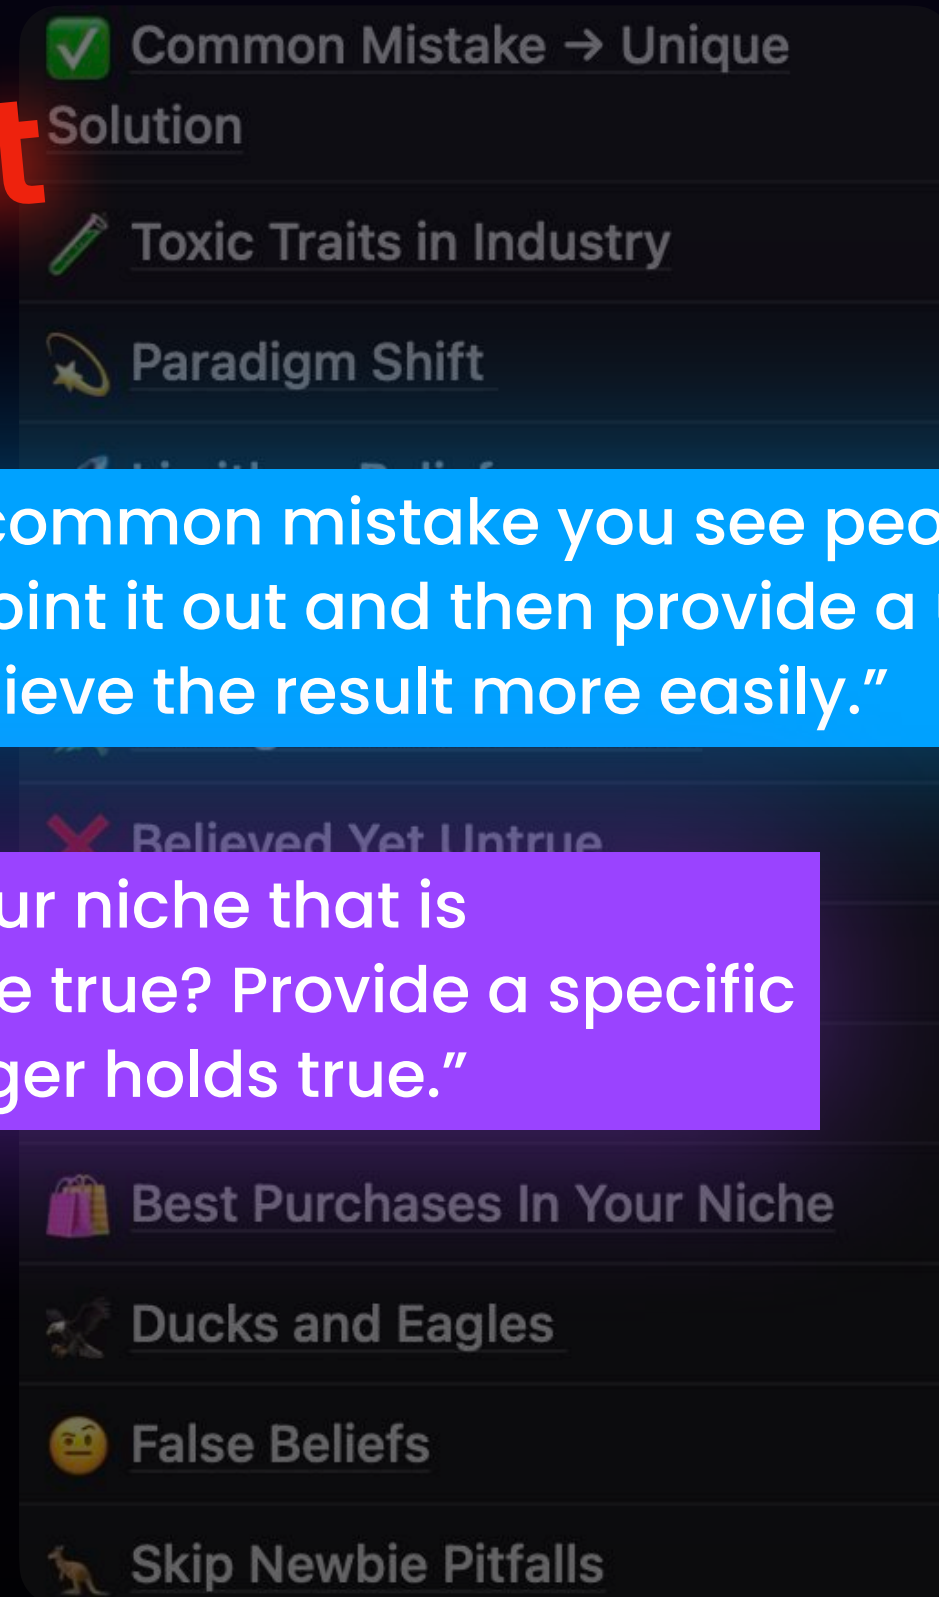 ✅ Common Mistake → Unique
Solution
t
Toxic Traits in Industry
Paradigm Shift
common mistake you see peo
oint it out and then provide a
ieve the result more easily.”
❌ Believed Yet Untrue
ur niche that is
e true? Provide a specific
ger holds true.”
Best Purchases In Your Niche
Ducks and Eagles
False Beliefs
Skip Newbie Pitfalls